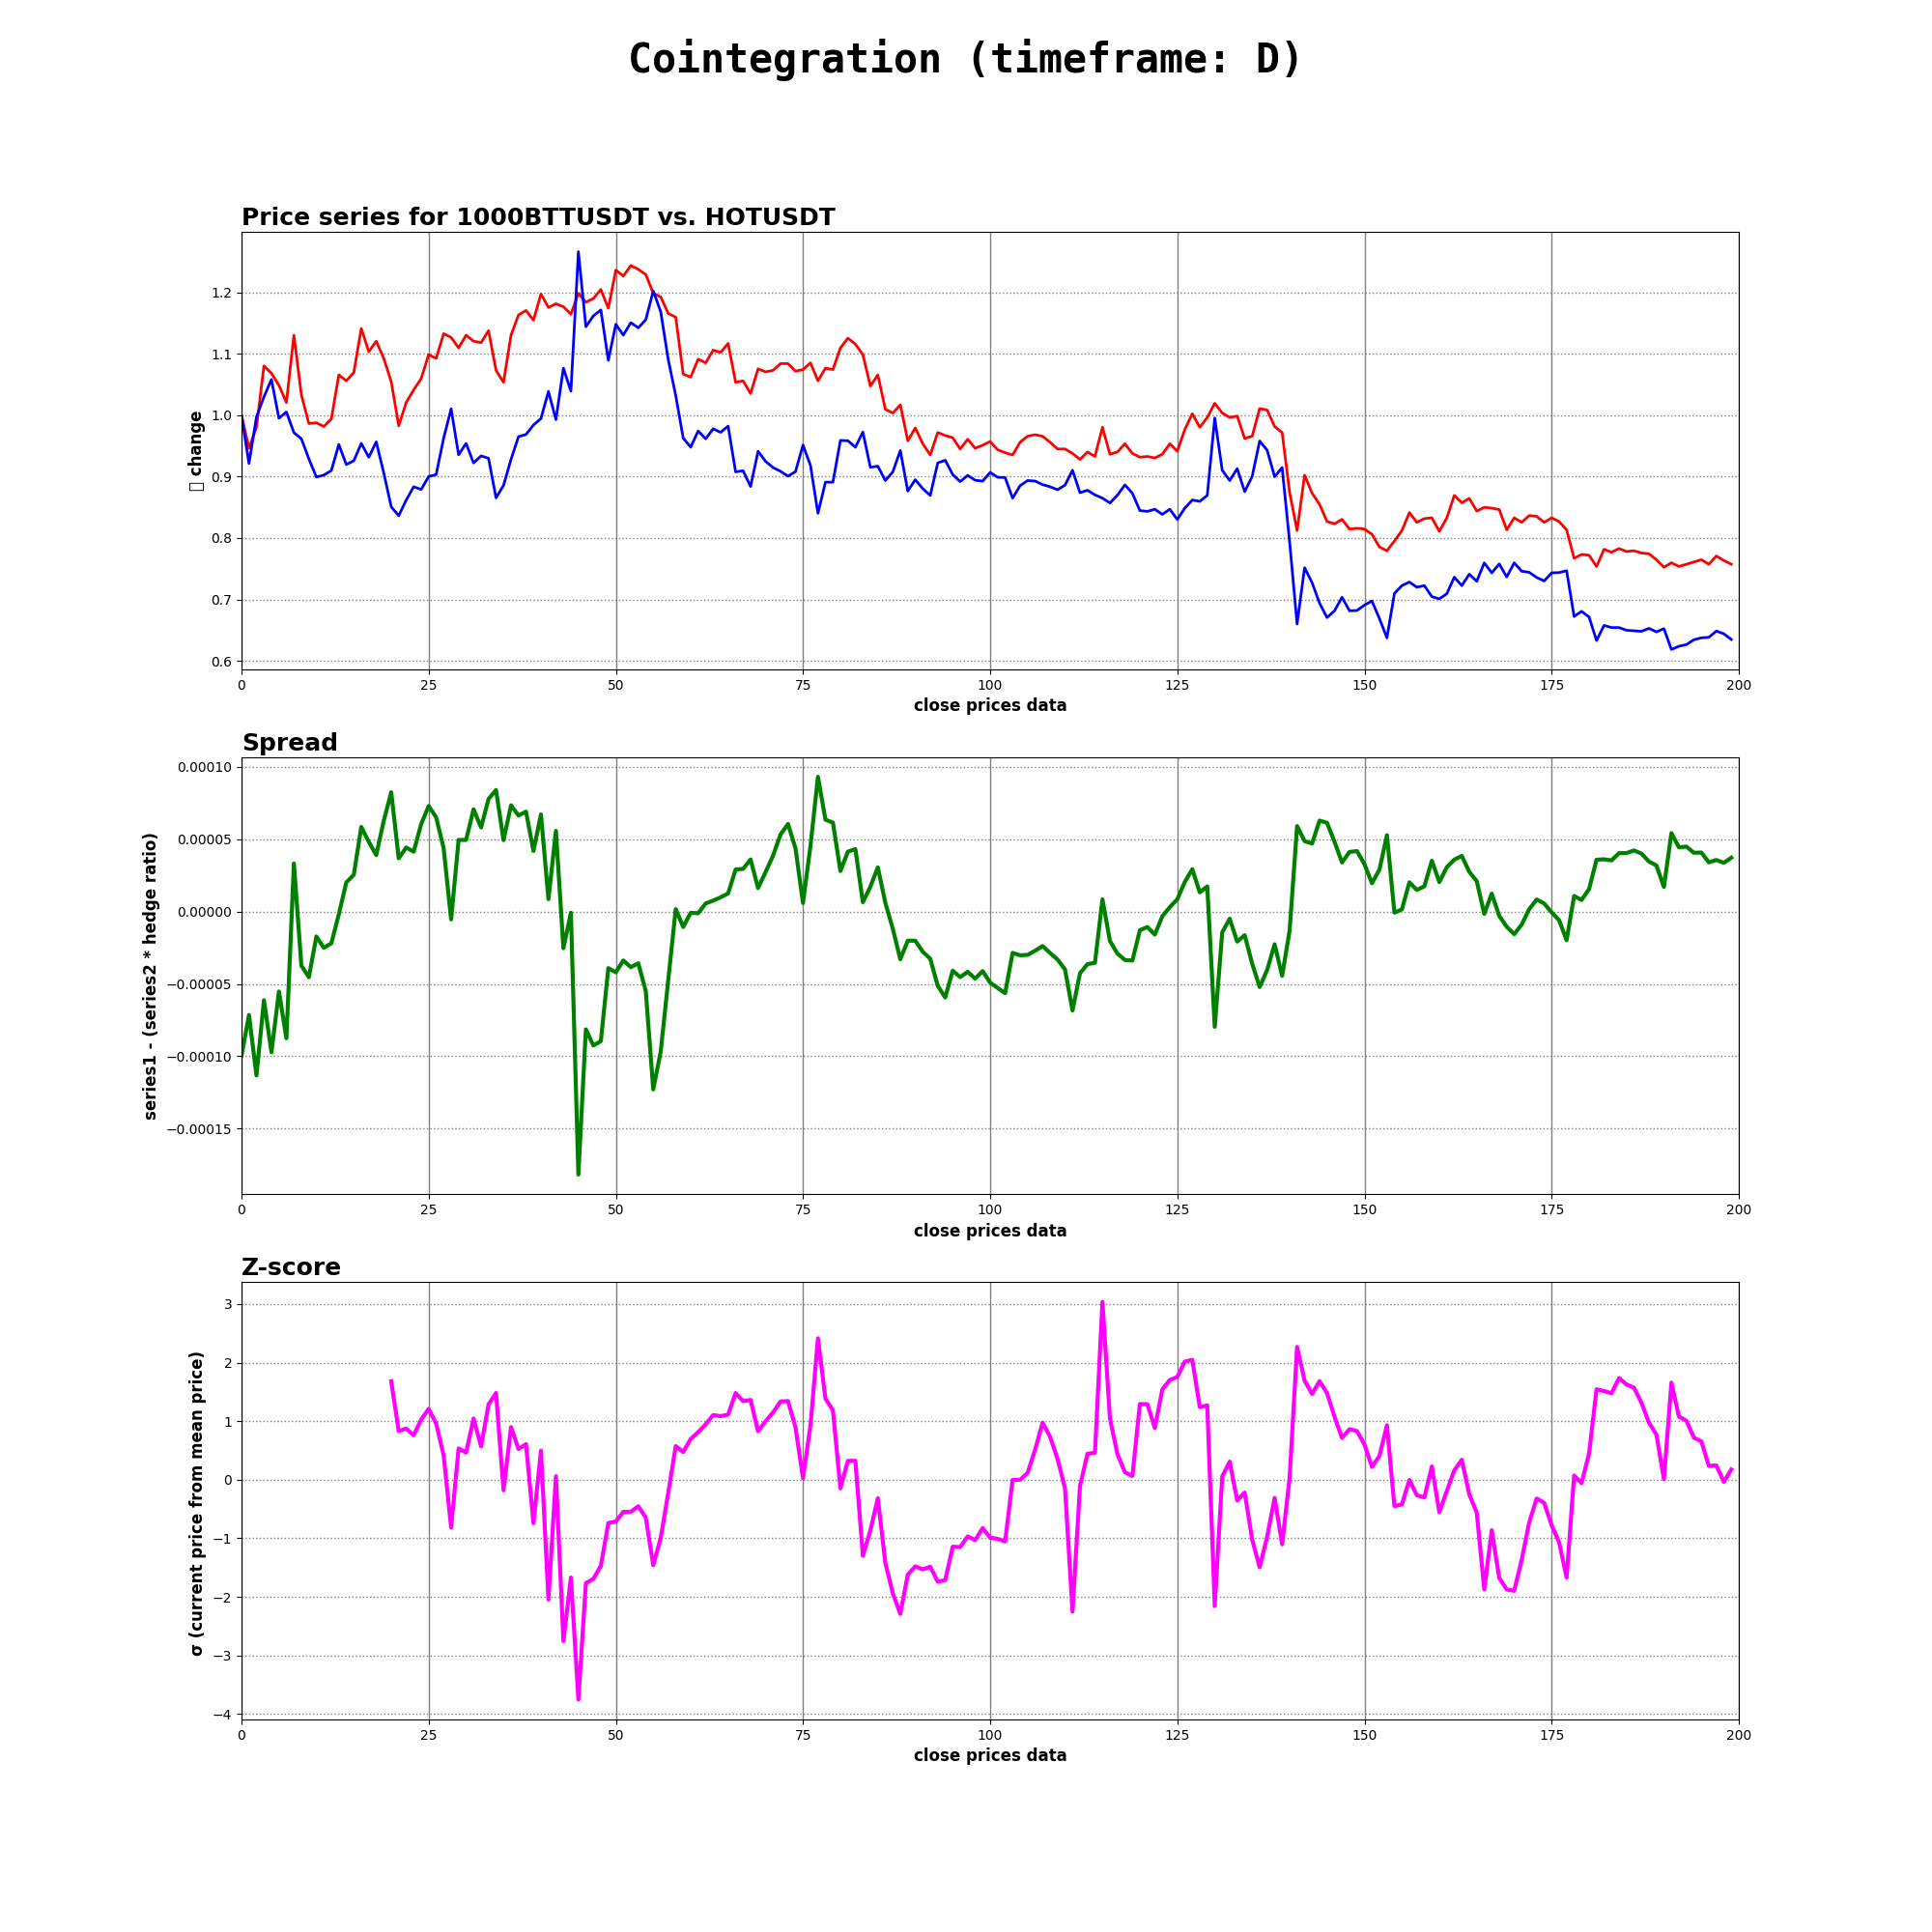 Cointegration (timeframe: D)
Price series for 1000BTTUSDT vs. HOTUSDT
▯ change
1.2
1.1
1.0
0.9
0.8
0.7
0.6
0 25 50 75 100 125 150 175 200
close prices data
Spread
series1 - (series2 * hedge ratio)
0.00010
0.00005
0.00000
−0.00005
−0.00010
−0.00015
0 25 50 75 100 125 150 175 200
close prices data
Z-score
σ (current price from mean price)
3
2
1
0
−1
−2
−3
−4
0 25 50 75 100 125 150 175 200
close prices data